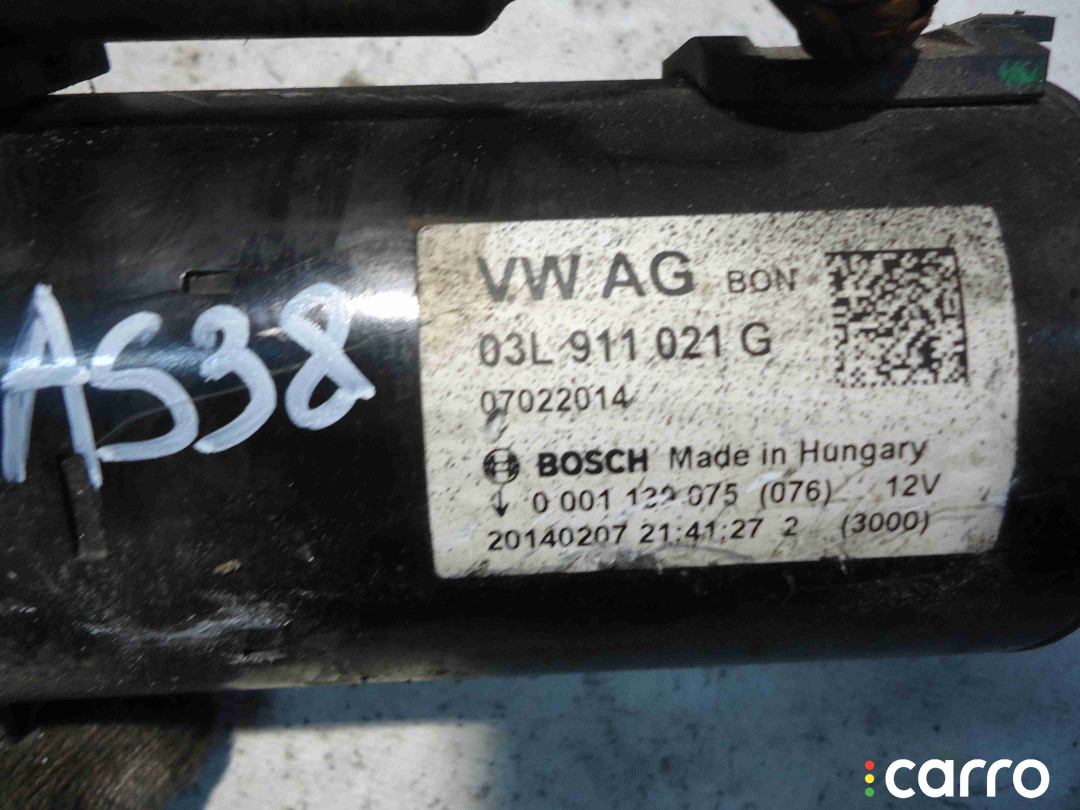 AS38
VW AG BON
03L 911 021 G
07022014
BOSCH Made in Hungary
0 001 139 075 (076) 12V
20140207 21:41:27 2 (3000)
carro